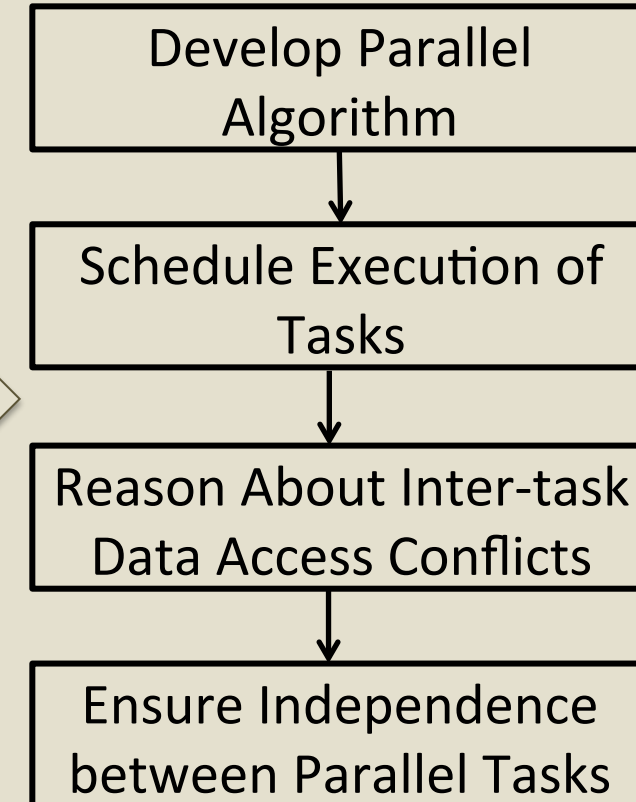 Develop Parallel
Algorithm
Schedule Execution of
Tasks
Reason About Inter-task
Data Access Conflicts
Ensure Independence
between Parallel Tasks